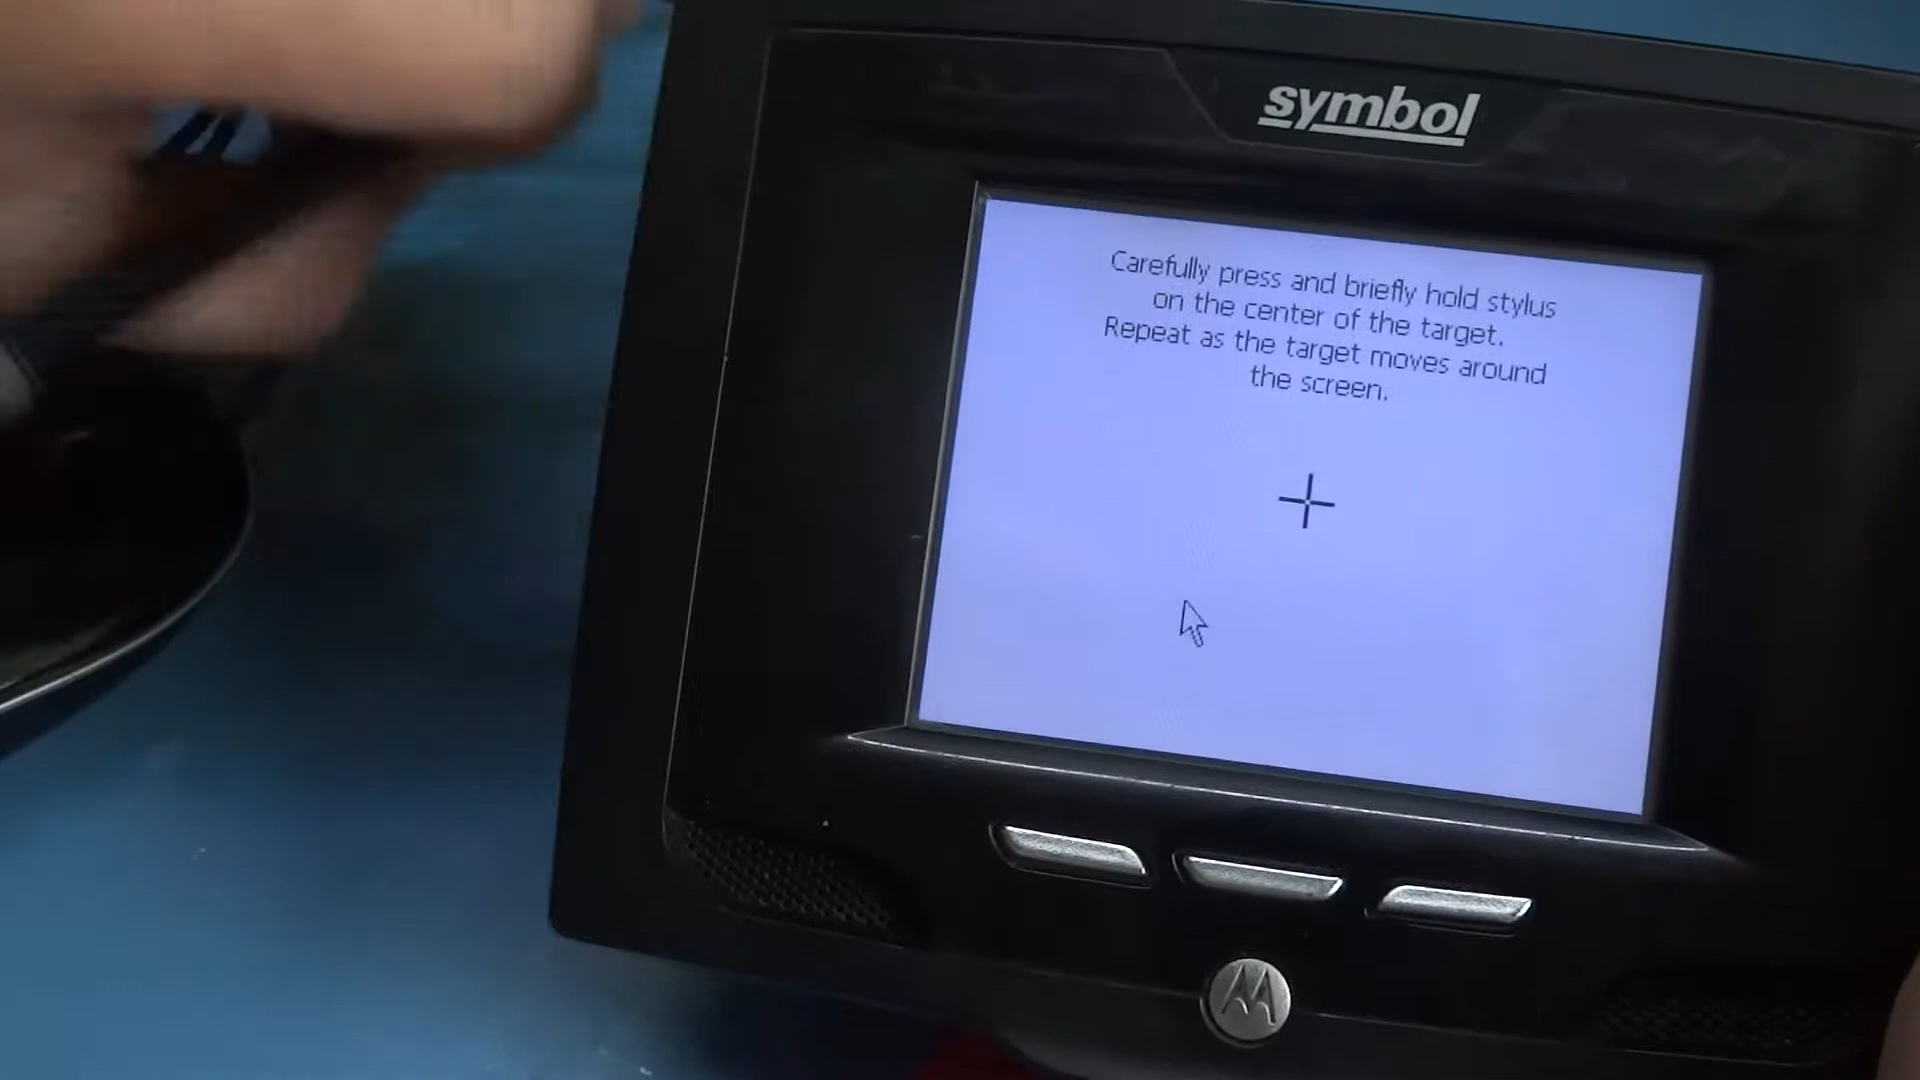 symbol
Carefully press and briefly hold stylus
on the center of the target.
Repeat as the target moves around
the screen.